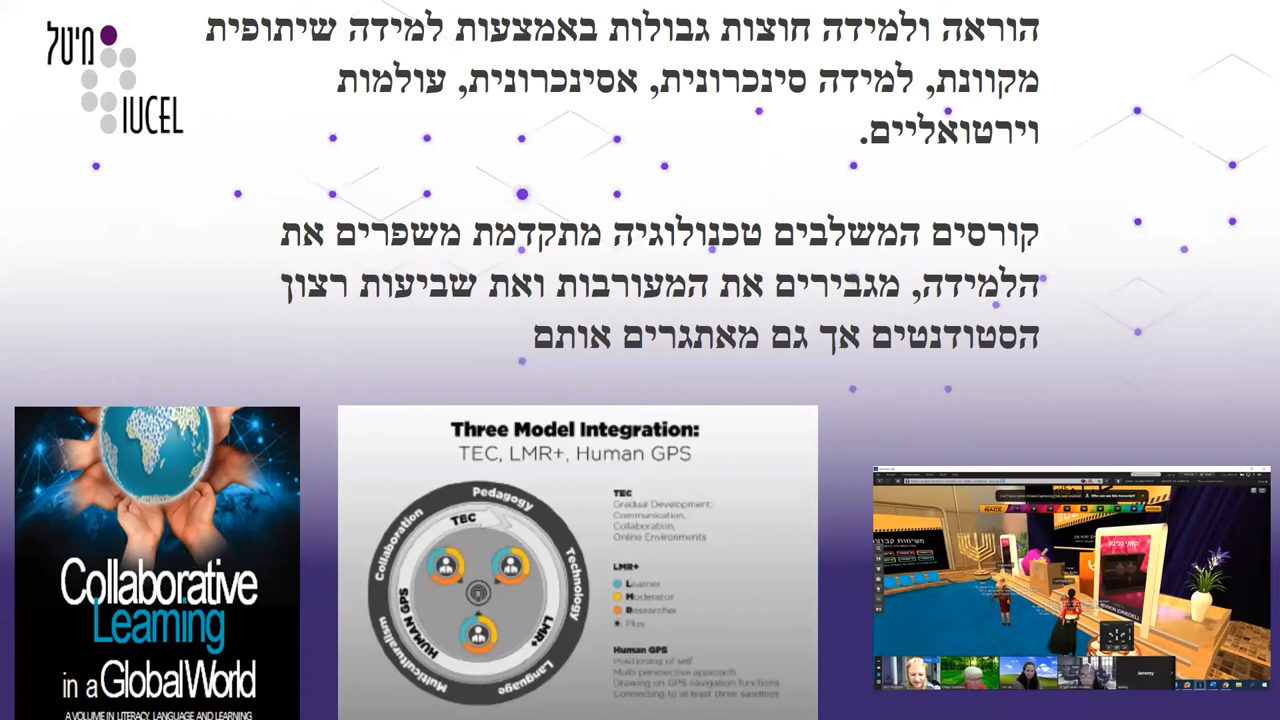 מיטל
IUCEL
הוראה ולמידה חוצות גבולות באמצעות למידה שיתופית
מקוונת, למידה סינכרונית, אסינכרונית, עולמות
וירטואליים.
קורסים המשלבים טכנולוגיה מתקדמת משפרים את
הלמידה, מגבירים את המעורבות ואת שביעות רצון
הסטודנטים אך גם מאתגרים אותם
Collaborative
Learning
in a Global World
A VOLUME IN LITERACY, LANGUAGE AND LEARNING
Three Model Integration:
TEC, LMR+, Human GPS
Pedagogy
Technology
Language
Multiculturalism
Collaboration
TEC
LMR+
HUMAN GPS
TEC
Gradual Development:
Communication,
Collaboration,
Online Environments
LMR+
Learner
Moderator
Researcher
Plus
Human GPS
Positioning of self
Multi perspective approach
Drawing on GPS navigation functions
Connecting to at least three satellites
משימות קבוצה
Jeremy